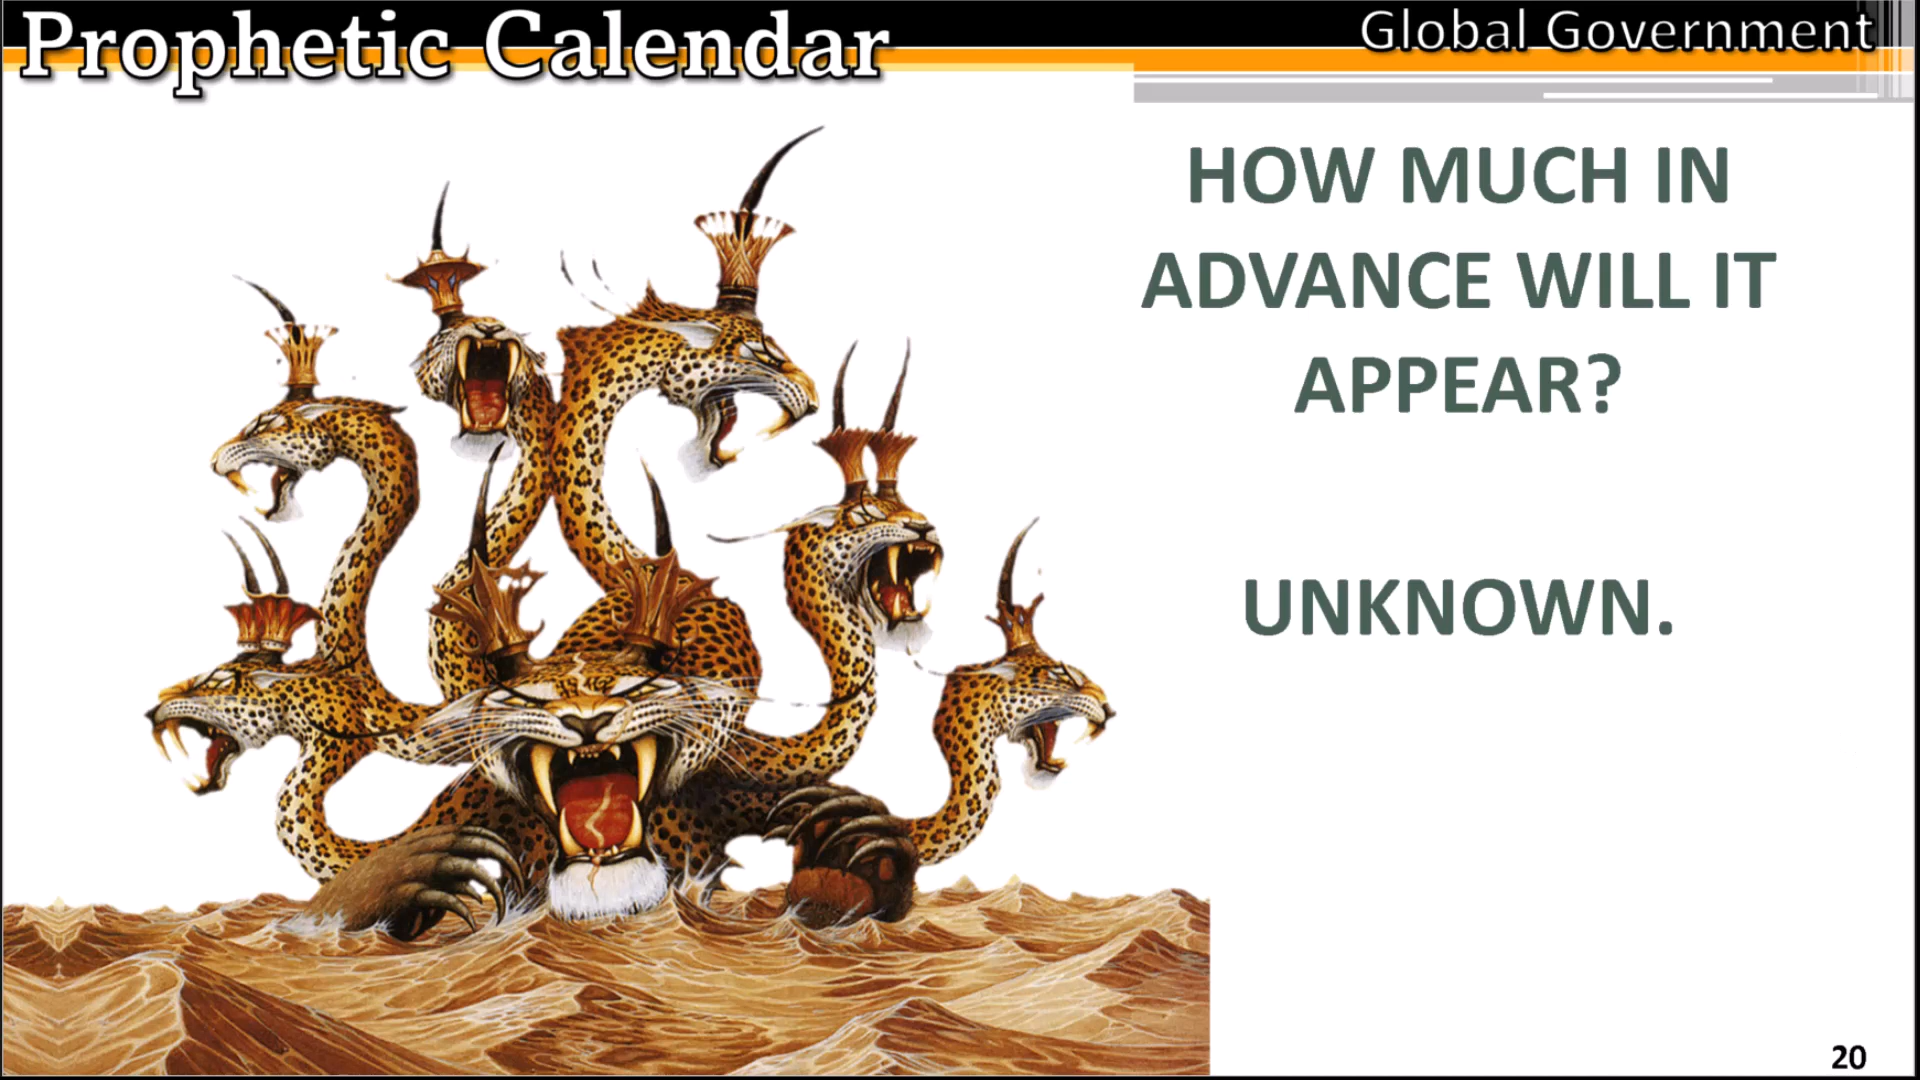 Prophetic Calendar
Global Government
HOW MUCH IN
ADVANCE WILL IT
APPEAR?
UNKNOWN.
20